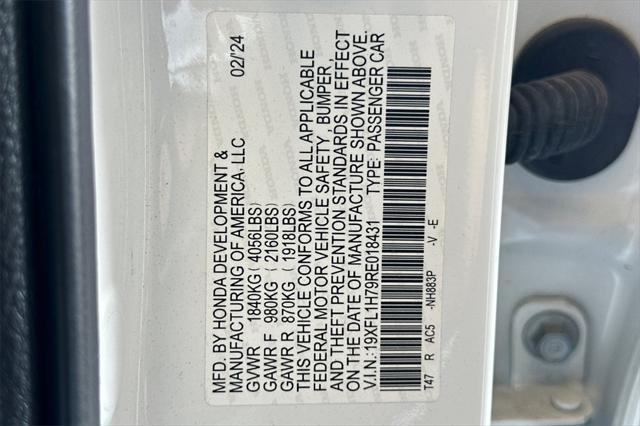 MFD. BY HONDA DEVELOPMENT & 02/24
MANUFACTURING OF AMERICA, LLC
GVWR 1840KG ( 4056LBS)
GAWR F 980KG ( 2160LBS)
GAWR R 870KG ( 1918LBS)
THIS VEHICLE CONFORMS TO ALL APPLICABLE
FEDERAL MOTOR VEHICLE SAFETY , BUMPER ,
AND THEFT PREVENTION STANDARDS IN EFFECT
ON THE DATE OF MANUFACTURE SHOWN ABOVE.
V.I.N.:19XFL1H79RE018431 TYPE: PASSENGER CAR
T47 R AC5 -NH883P -V -E